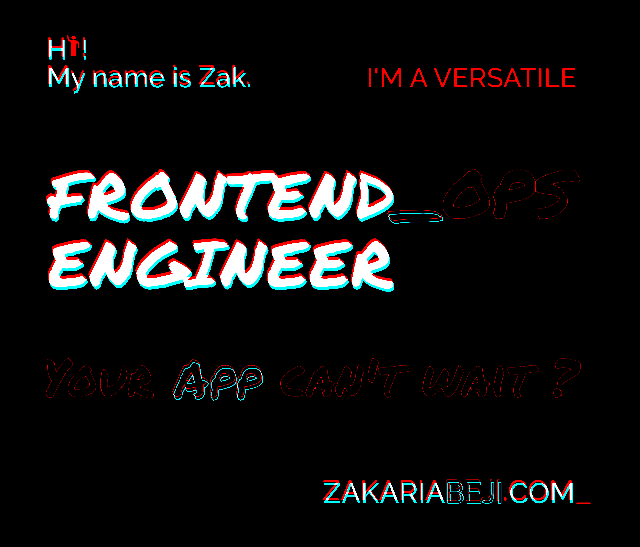 Hi!
My name is Zak.
I'M A VERSATILE
FRONTEND_OPS
ENGINEER
YOUR APP CAN'T WAIT ?
ZAKARIABEJI.COM_